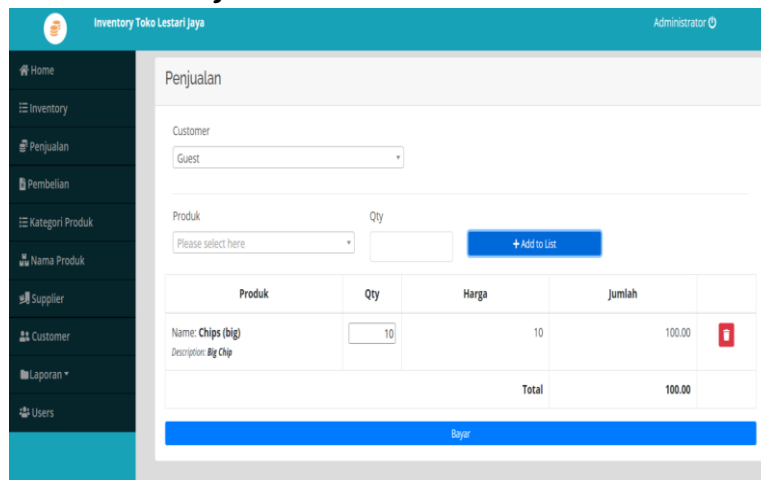 Inventory Toko Lestari Jaya
Administrator
Home
Inventory
Penjualan
Pembelian
Kategori Produk
Nama Produk
Supplier
Customer
Laporan
Users
Penjualan
Customer
Guest
Produk Qty
Please select here
+ Add to List
Produk Qty Harga Jumlah
Name: Chips (big) 10 10 100.00
Description: Big Chip
Total 100.00
Bayar